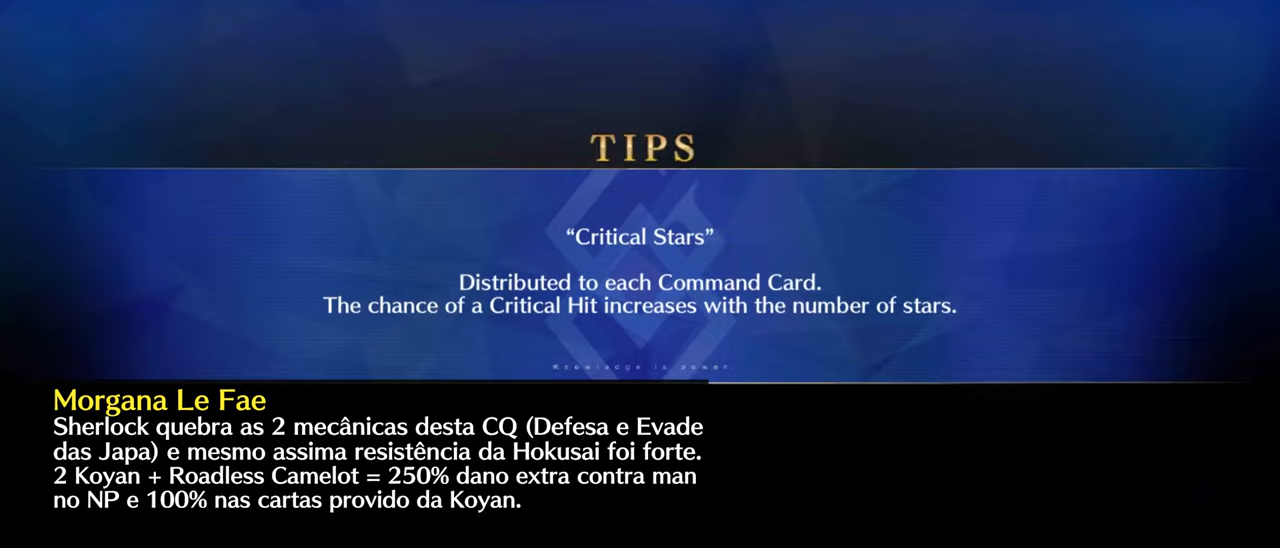 TIPS
“Critical Stars”
Distributed to each Command Card.
The chance of a Critical Hit increases with the number of stars.
Knowledge is power.
Morgana Le Fae
Sherlock quebra as 2 mecânicas desta CQ (Defesa e Evade
das Japa) e mesmo assima resistência da Hokusai foi forte.
2 Koyan + Roadless Camelot = 250% dano extra contra man
no NP e 100% nas cartas provido da Koyan.